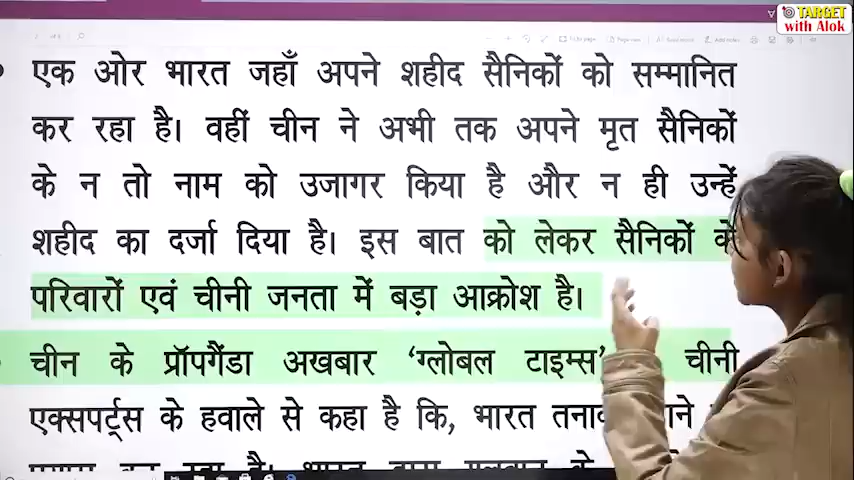 TARGET
with Alok
एक ओर भारत जहाँ अपने शहीद सैनिकों को सम्मानित
कर रहा है। वहीं चीन ने अभी तक अपने मृत सैनिकों
के न तो नाम को उजागर किया है और न ही उन्हें
शहीद का दर्जा दिया है। इस बात को लेकर सैनिकों के
परिवारों एवं चीनी जनता में बड़ा आक्रोश है।
चीन के प्रॉपगैंडा अखबार ‘ग्लोबल टाइम्स’ चीनी
एक्सपर्ट्स के हवाले से कहा है कि, भारत